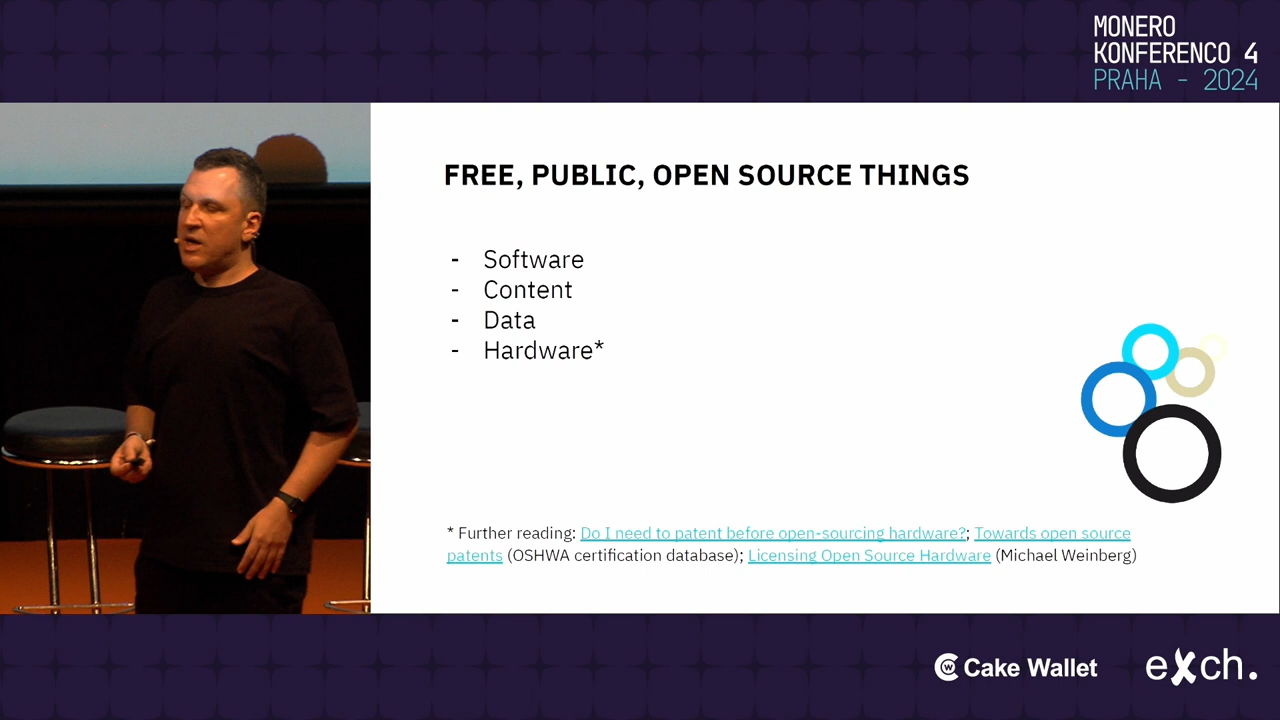 MONERO
KONFERENCO 4
PRAHA - 2024
FREE, PUBLIC, OPEN SOURCE THINGS
- Software
- Content
- Data
- Hardware*
* Further reading: Do I need to patent before open-sourcing hardware?; Towards open source
patents (OSHWA certification database); Licensing Open Source Hardware (Michael Weinberg)
CW Cake Wallet
eXch.